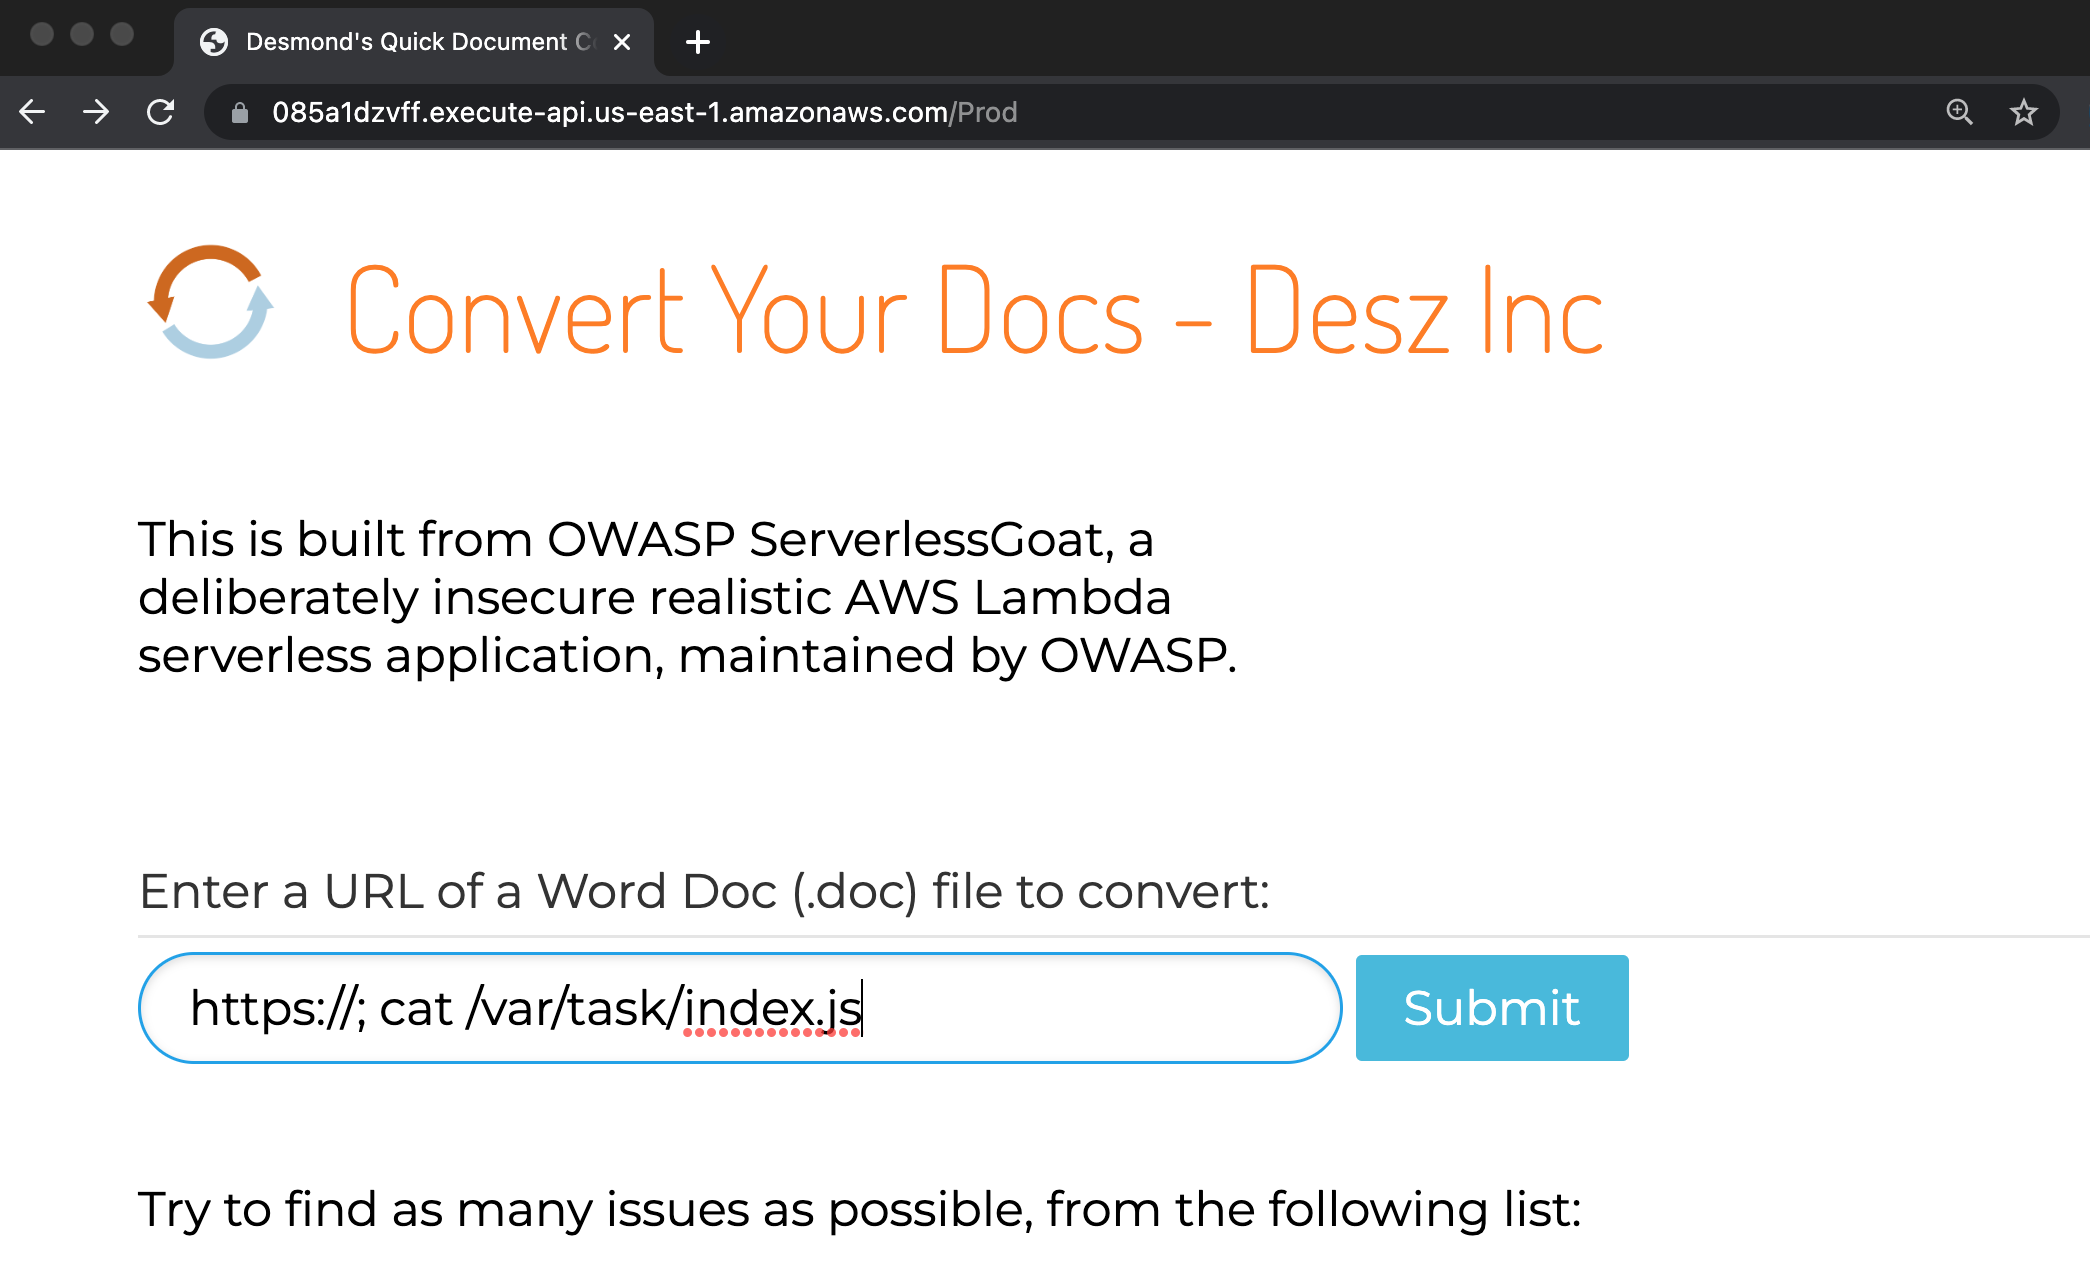 Desmond's Quick Document
085a1dzvff.execute-api.us-east-1.amazonaws.com/Prod
Convert Your Docs - Desz Inc
This is built from OWASP ServerlessGoat, a
deliberately insecure realistic AWS Lambda
serverless application, maintained by OWASP.
Enter a URL of a Word Doc (.doc) file to convert:
https://; cat /var/task/index.js
Submit
Try to find as many issues as possible, from the following list: